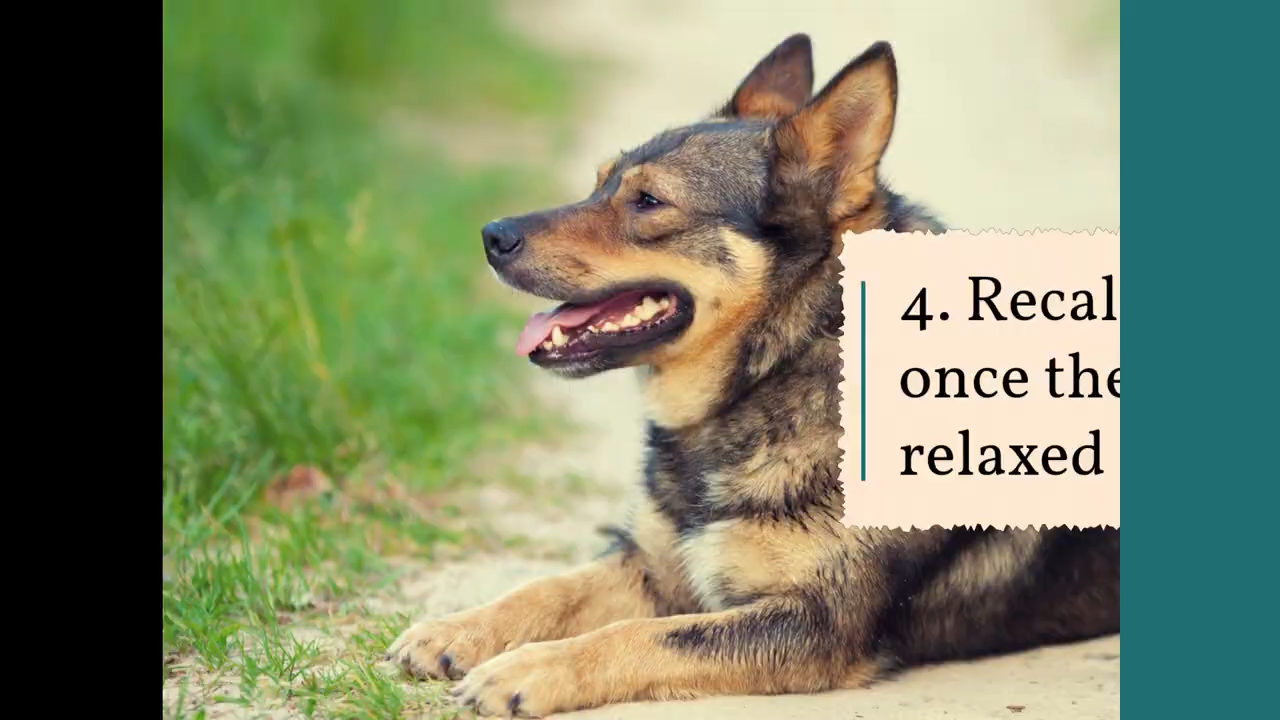 4. Recal
once the
relaxed